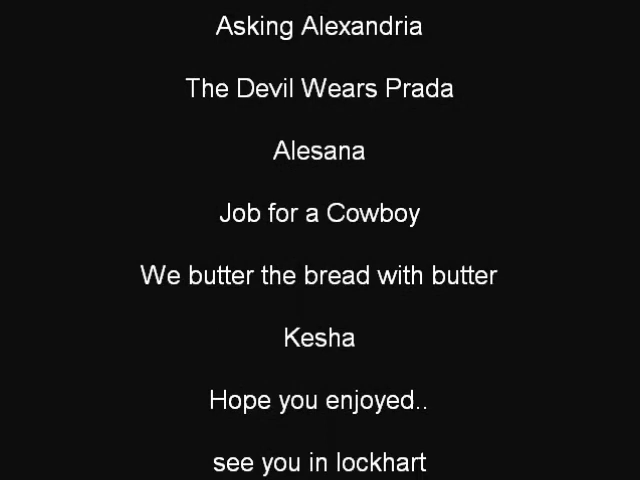 Asking Alexandria
The Devil Wears Prada
Alesana
Job for a Cowboy
We butter the bread with butter
Kesha
Hope you enjoyed..
see you in lockhart